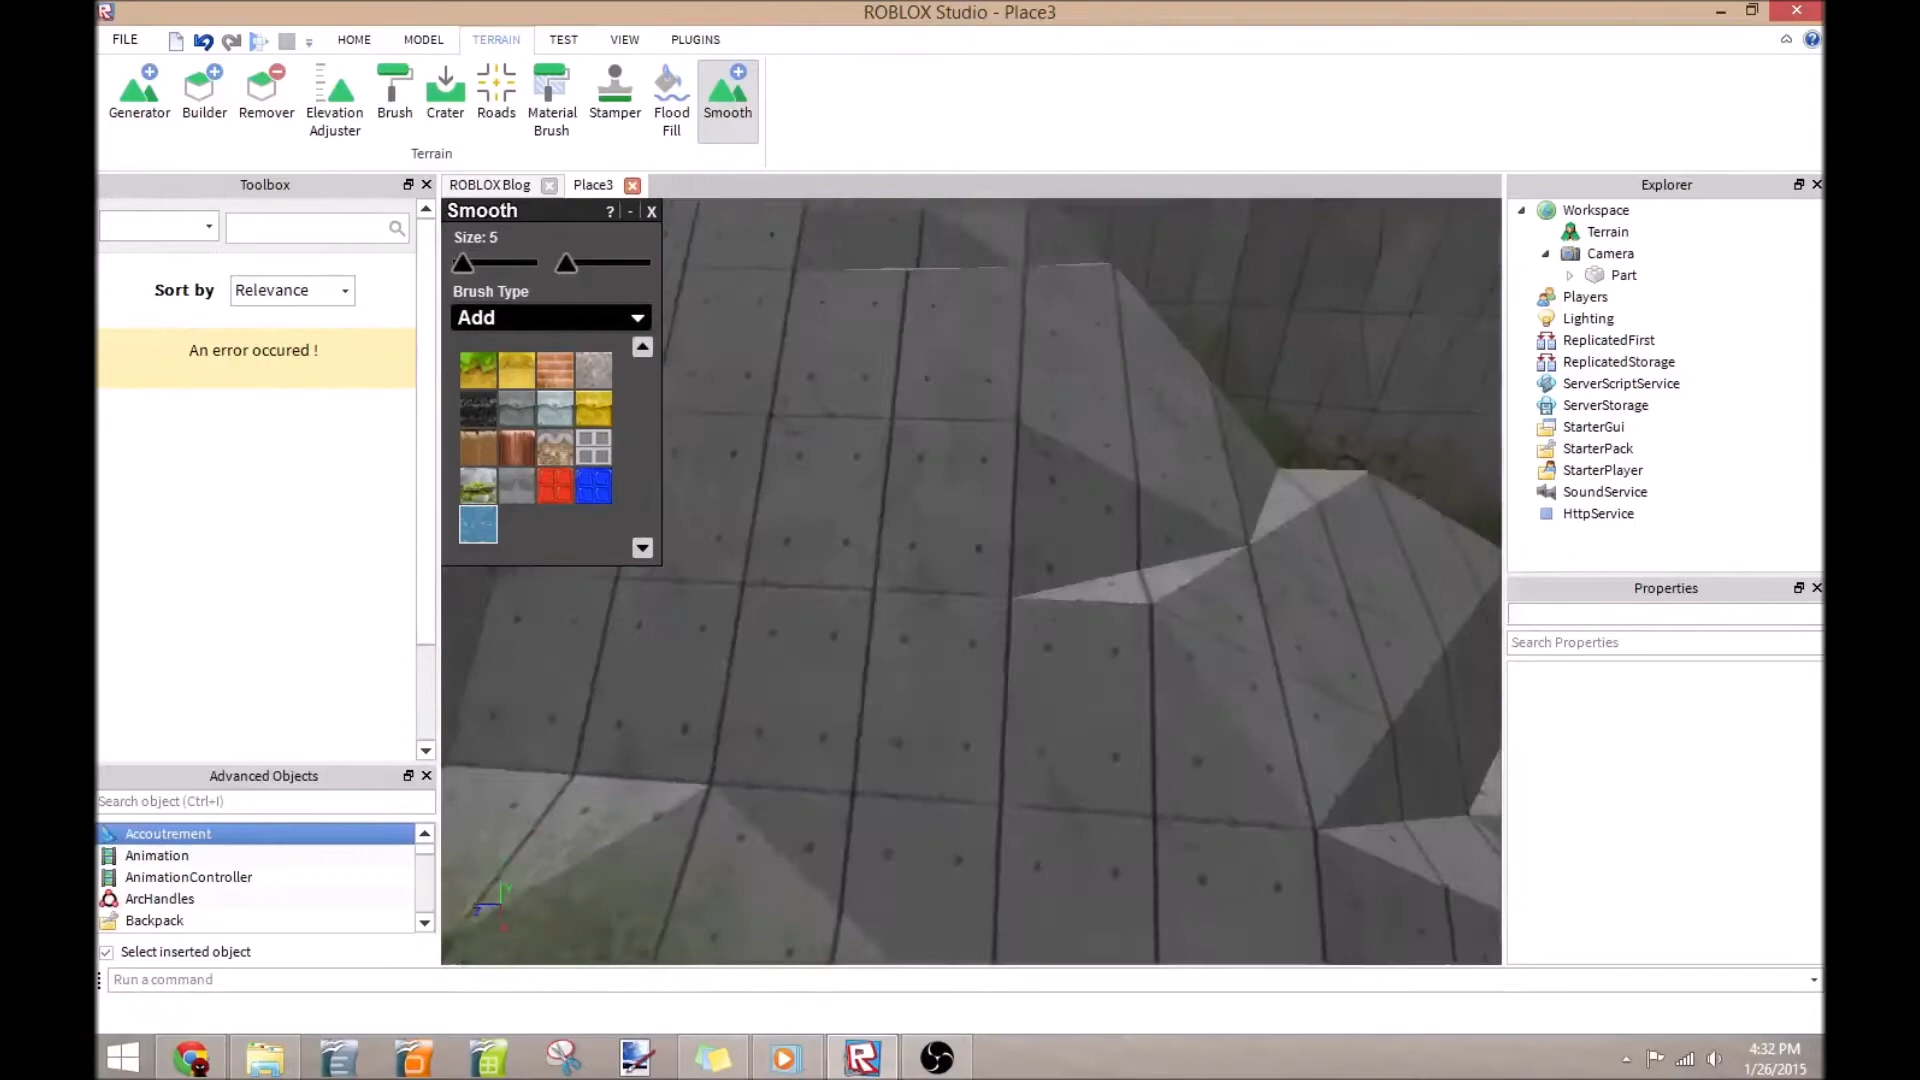 ROBLOX Studio - Place3
FILE
HOME
MODEL
TERRAIN
TEST
VIEW
PLUGINS
Generator
Builder
Remover
Elevation
Adjuster
Brush
Crater
Roads
Material
Brush
Stamper
Flood
Fill
Smooth
Terrain
Toolbox
Sort by
Relevance
An error occured !
Advanced Objects
Search object (Ctrl+I)
Accoutrement
Animation
AnimationController
ArcHandles
Backpack
Select inserted object
Run a command
ROBLOX Blog
Place3
Smooth
? - X
Size: 5
Brush Type
Add
Explorer
Workspace
Terrain
Camera
Part
Players
Lighting
ReplicatedFirst
ReplicatedStorage
ServerScriptService
ServerStorage
StarterGui
StarterPack
StarterPlayer
SoundService
HttpService
Properties
Search Properties
4:32 PM
1/26/2015